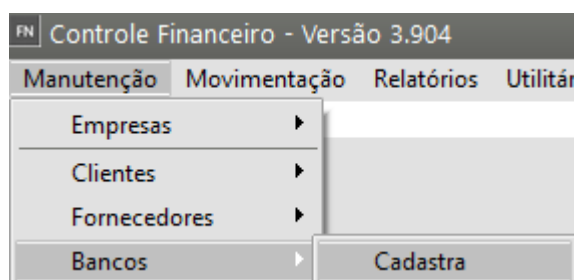 FN Controle Financeiro - Versão 3.904
Manutenção Movimentação Relatórios
Empresas
Clientes
Fornecedores
Bancos Cadastra